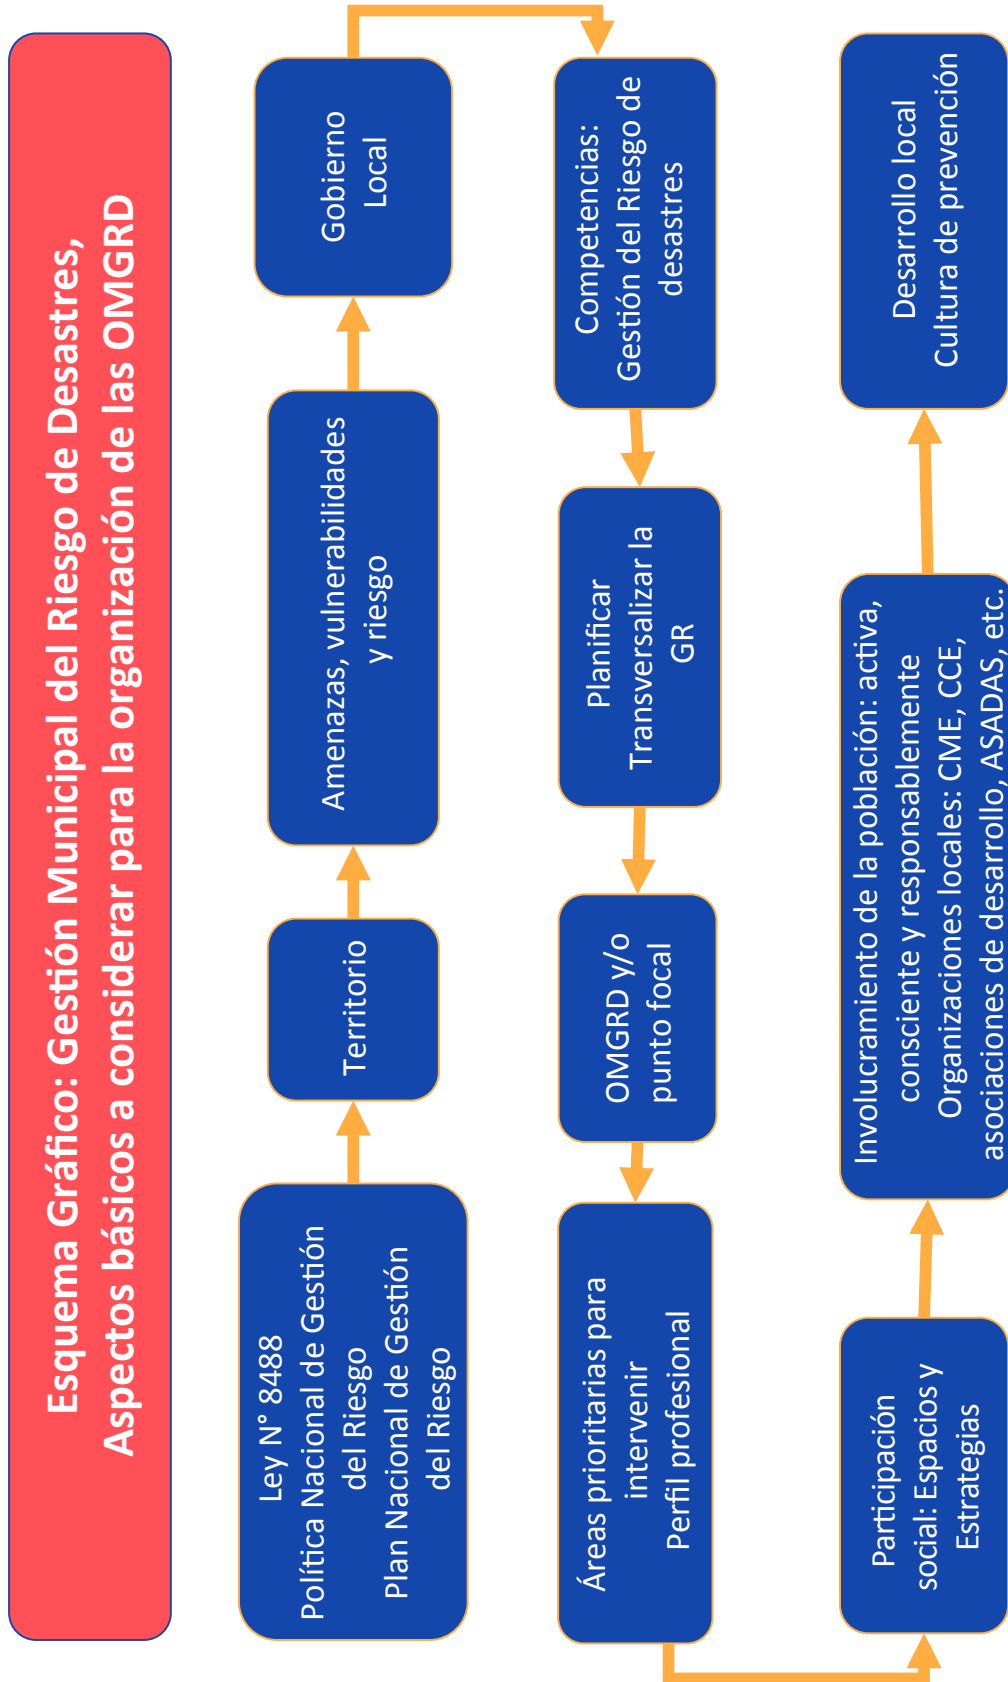 Esquema Gráfico: Gestión Municipal del Riesgo de Desastres,
Aspectos básicos a considerar para la organización de las OMGRD
Ley N° 8488
Política Nacional de Gestión
del Riesgo
Plan Nacional de Gestión
del Riesgo
Territorio
Amenazas, vulnerabilidades
y riesgo
Gobierno
Local
Competencias:
Gestión del Riesgo de
desastres
Planificar
Transversalizar la
GR
OMGRD y/o
punto focal
Áreas prioritarias para
intervenir
Perfil profesional
Participación
social: Espacios y
Estrategias
Involucramiento de la población: activa,
consciente y responsablemente
Organizaciones locales: CME, CCE,
asociaciones de desarrollo, ASADAS, etc.
Desarrollo local
Cultura de prevención